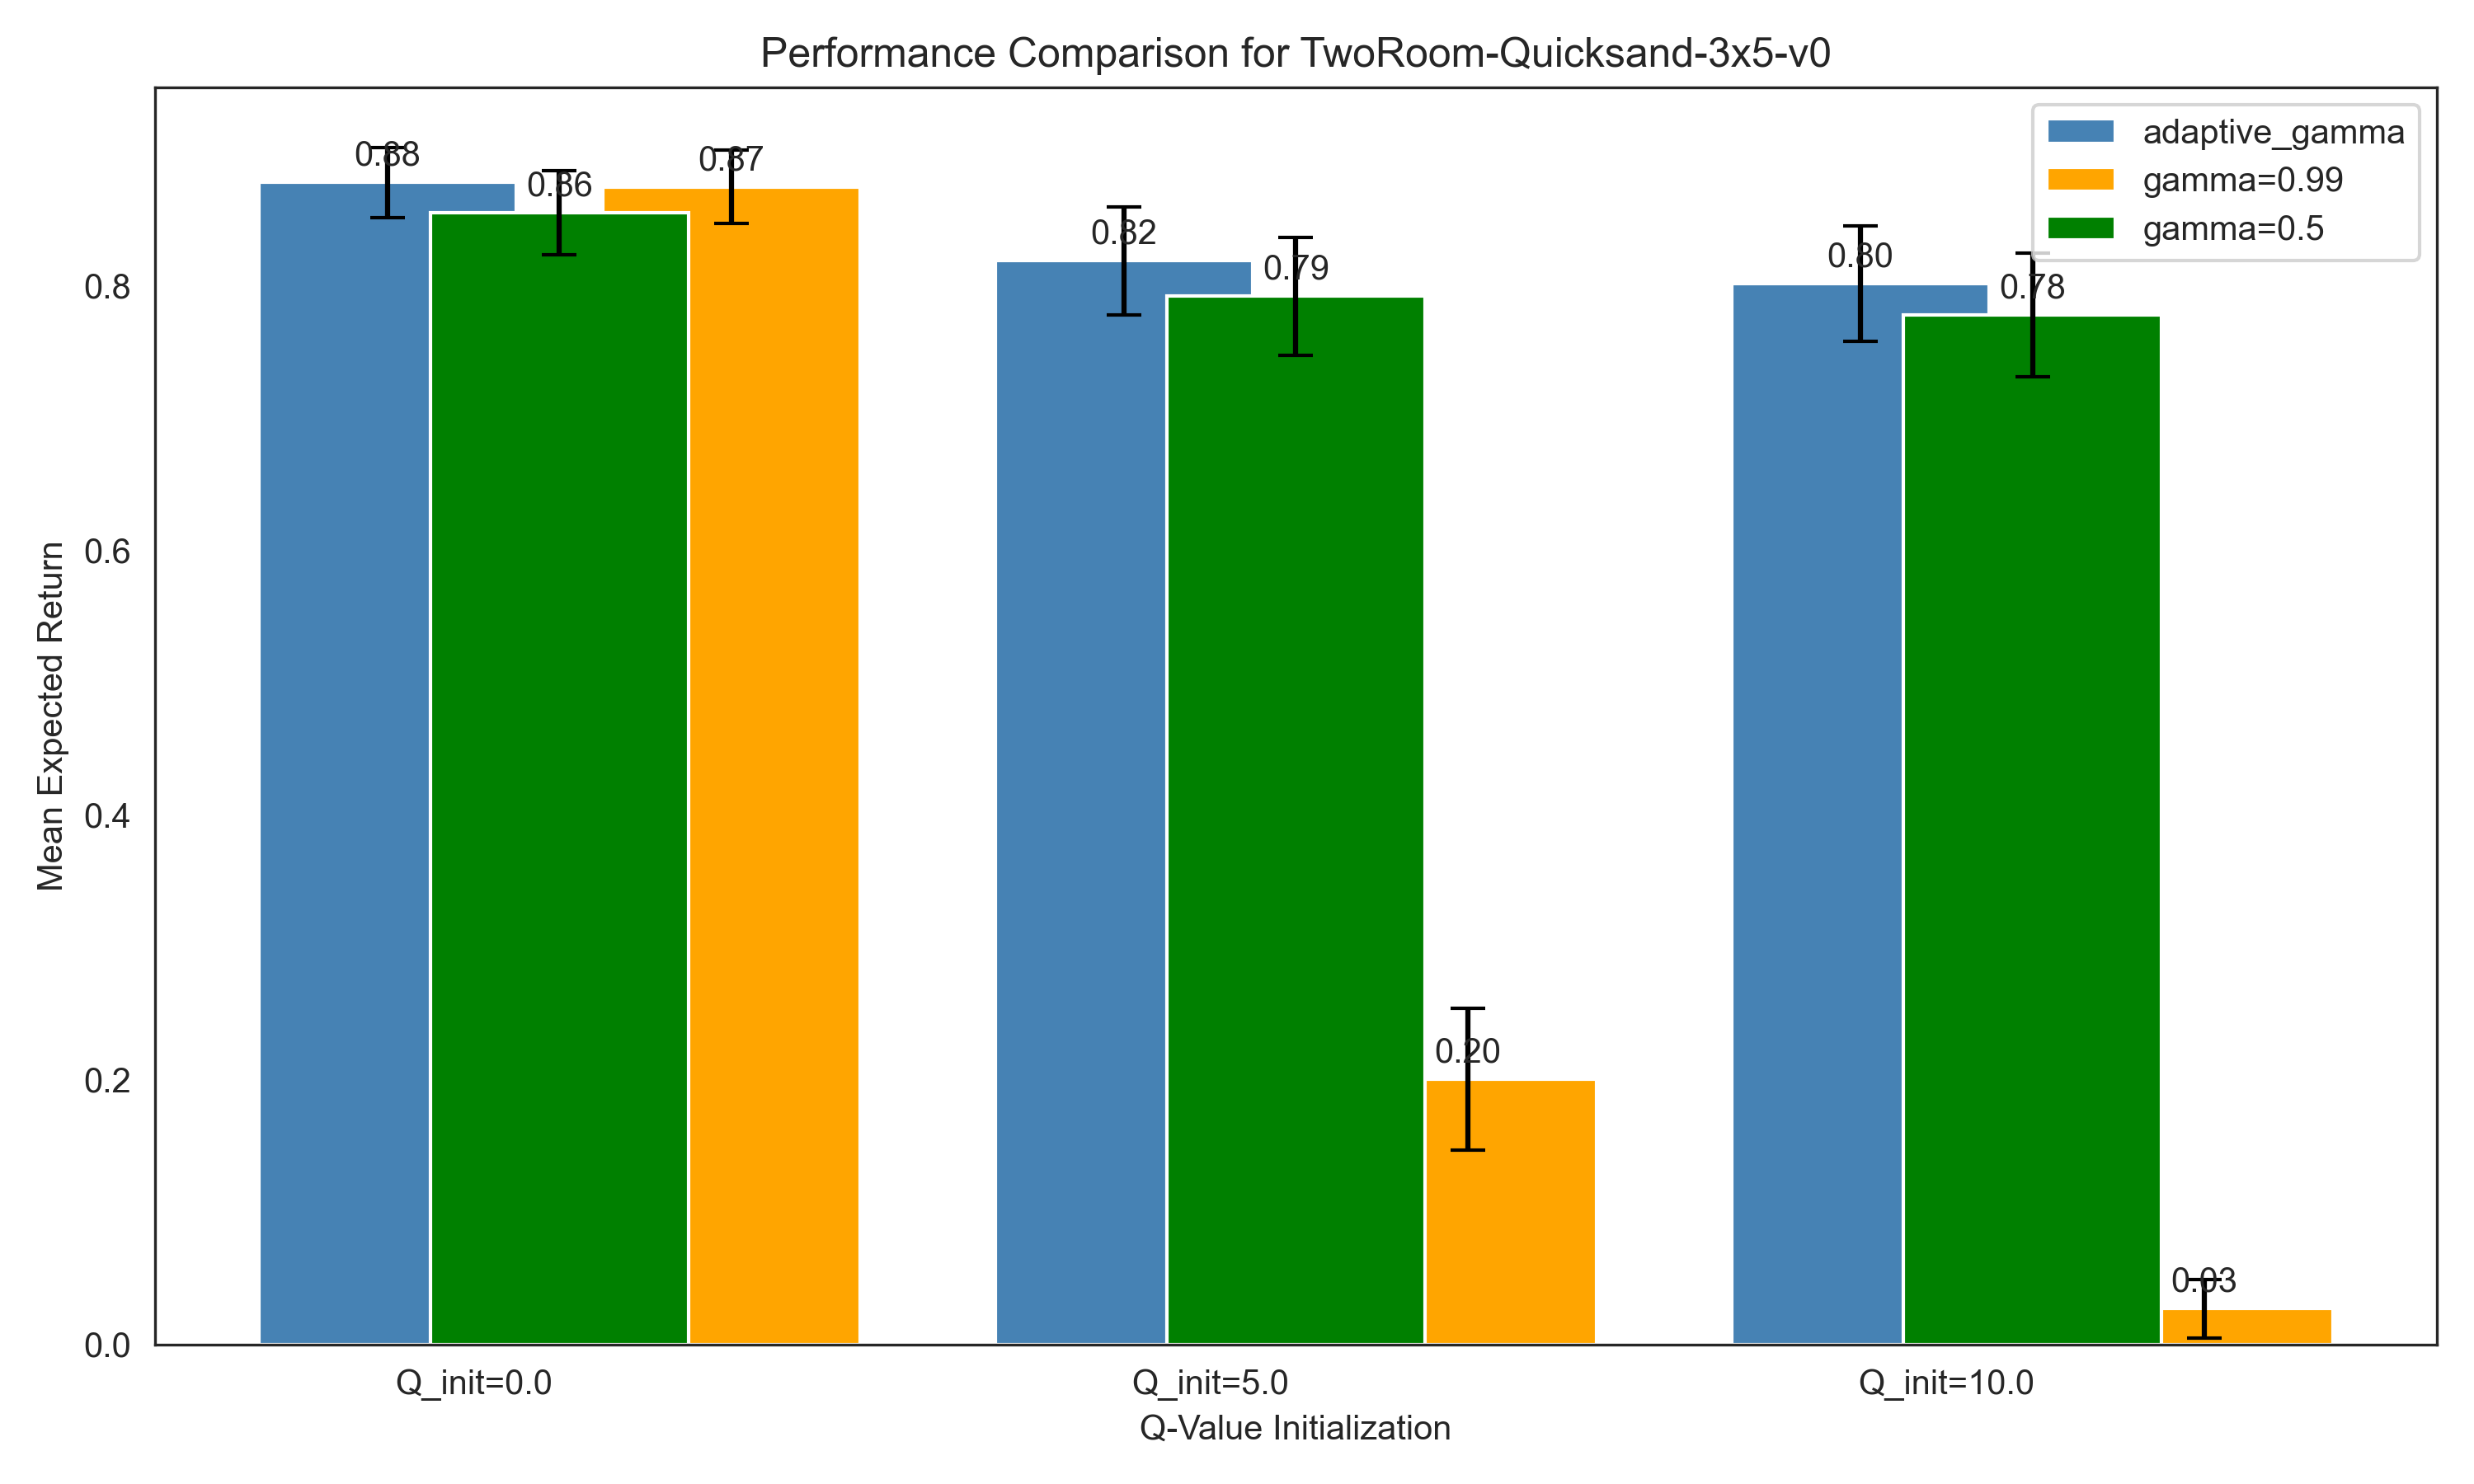 Performance Comparison for TwoRoom-Quicksand-3x5-v0
adaptive_gamma
gamma=0.99
gamma=0.5
Mean Expected Return
0.8
0.6
0.4
0.2
0.0
0.88
0.86
0.87
0.82
0.79
0.20
0.80
0.78
0.03
Q_init=0.0
Q_init=5.0
Q_init=10.0
Q-Value Initialization